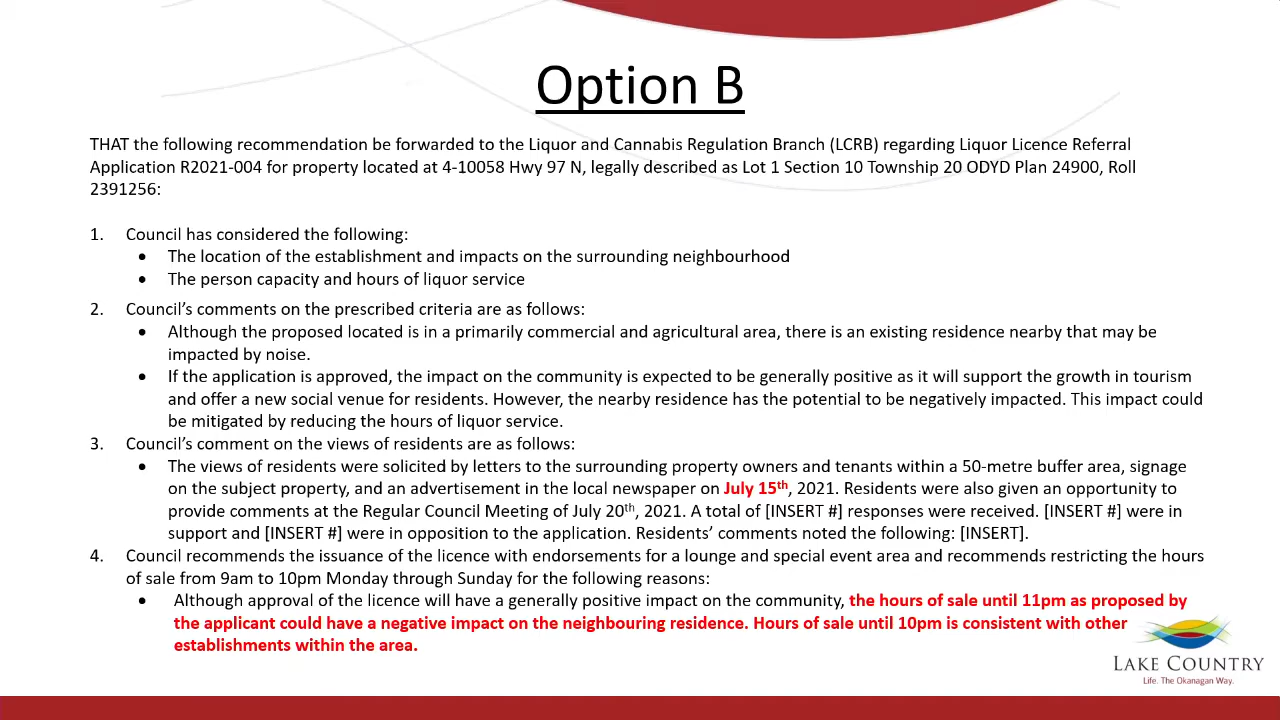 Option B
THAT the following recommendation be forwarded to the Liquor and Cannabis Regulation Branch (LCRB) regarding Liquor Licence Referral
Application R2021-004 for property located at 4-10058 Hwy 97 N, legally described as Lot 1 Section 10 Township 20 ODYD Plan 24900, Roll
2391256:
1. Council has considered the following:
• The location of the establishment and impacts on the surrounding neighbourhood
• The person capacity and hours of liquor service
2. Council's comments on the prescribed criteria are as follows:
• Although the proposed located is in a primarily commercial and agricultural area, there is an existing residence nearby that may be
impacted by noise.
• If the application is approved, the impact on the community is expected to be generally positive as it will support the growth in tourism
and offer a new social venue for residents. However, the nearby residence has the potential to be negatively impacted. This impact could
be mitigated by reducing the hours of liquor service.
3. Council's comment on the views of residents are as follows:
• The views of residents were solicited by letters to the surrounding property owners and tenants within a 50-metre buffer area, signage
on the subject property, and an advertisement in the local newspaper on July 15th, 2021. Residents were also given an opportunity to
provide comments at the Regular Council Meeting of July 20th, 2021. A total of [INSERT #] responses were received. [INSERT #] were in
support and [INSERT #] were in opposition to the application. Residents' comments noted the following: [INSERT].
4. Council recommends the issuance of the licence with endorsements for a lounge and special event area and recommends restricting the hours
of sale from 9am to 10pm Monday through Sunday for the following reasons:
• Although approval of the licence will have a generally positive impact on the community, the hours of sale until 11pm as proposed by
the applicant could have a negative impact on the neighbouring residence. Hours of sale until 10pm is consistent with other
establishments within the area.
LAKE COUNTRY
Life. The Okanagan Way.